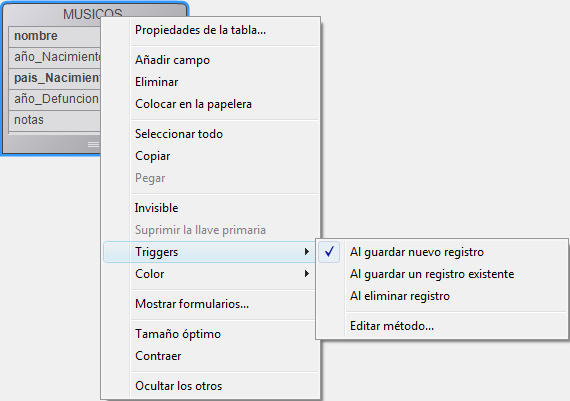 MUSICOS
nombre
año_Nacimiento
pais_Nacimient
año_Defuncion
notas
Propiedades de la tabla...
Añadir campo
Eliminar
Colocar en la papelera
Seleccionar todo
Copiar
Pegar
Invisible
Suprimir la llave primaria
Triggers
Color
Mostrar formularios...
Tamaño óptimo
Contraer
Ocultar los otros
Al guardar nuevo registro
Al guardar un registro existente
Al eliminar registro
Editar método...